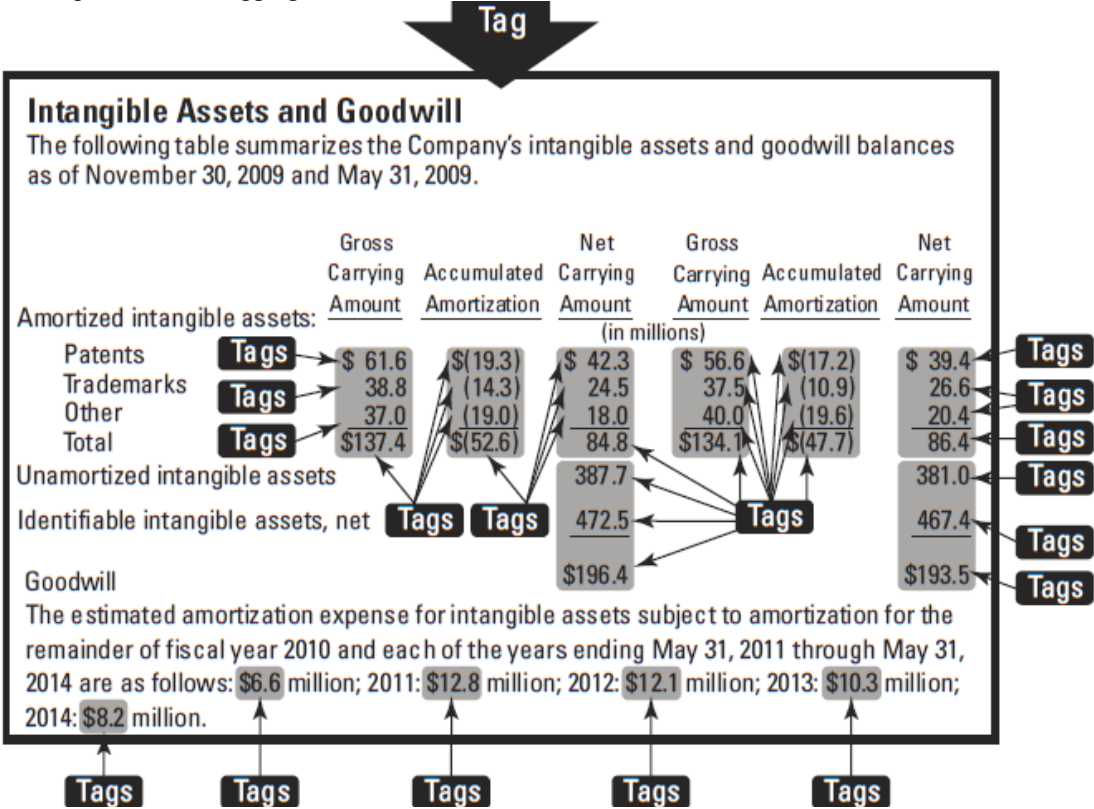 Tag
Intangible Assets and Goodwill
The following table summarizes the Company's intangible assets and goodwill balances
as of November 30, 2009 and May 31, 2009.
Gross Net Gross Net
Carrying Accumulated Carrying Carrying Accumulated Carrying
Amount Amortization Amount Amount Amortization Amount
Amortized intangible assets:
(in millions)
Patents Tags $ 61.6 $(19.3) $ 42.3 $ 56.6 $(17.2) $ 39.4 Tags
Trademarks Tags 38.8 (14.3) 24.5 37.5 (10.9) 26.6 Tags
Other 37.0 (19.0) 18.0 40.0 (19.6) 20.4
Total Tags $137.4 $(52.6) 84.8 $134.1 $(47.7) 86.4 Tags
Unamortized intangible assets 387.7 381.0 Tags
Identifiable intangible assets, net Tags Tags 472.5 Tags 467.4 Tags
Goodwill $196.4 $193.5 Tags
The estimated amortization expense for intangible assets subject to amortization for the
remainder of fiscal year 2010 and each of the years ending May 31, 2011 through May 31,
2014 are as follows: $6.6 million; 2011: $12.8 million; 2012: $12.1 million; 2013: $10.3 million;
2014: $8.2 million.
Tags Tags Tags Tags Tags